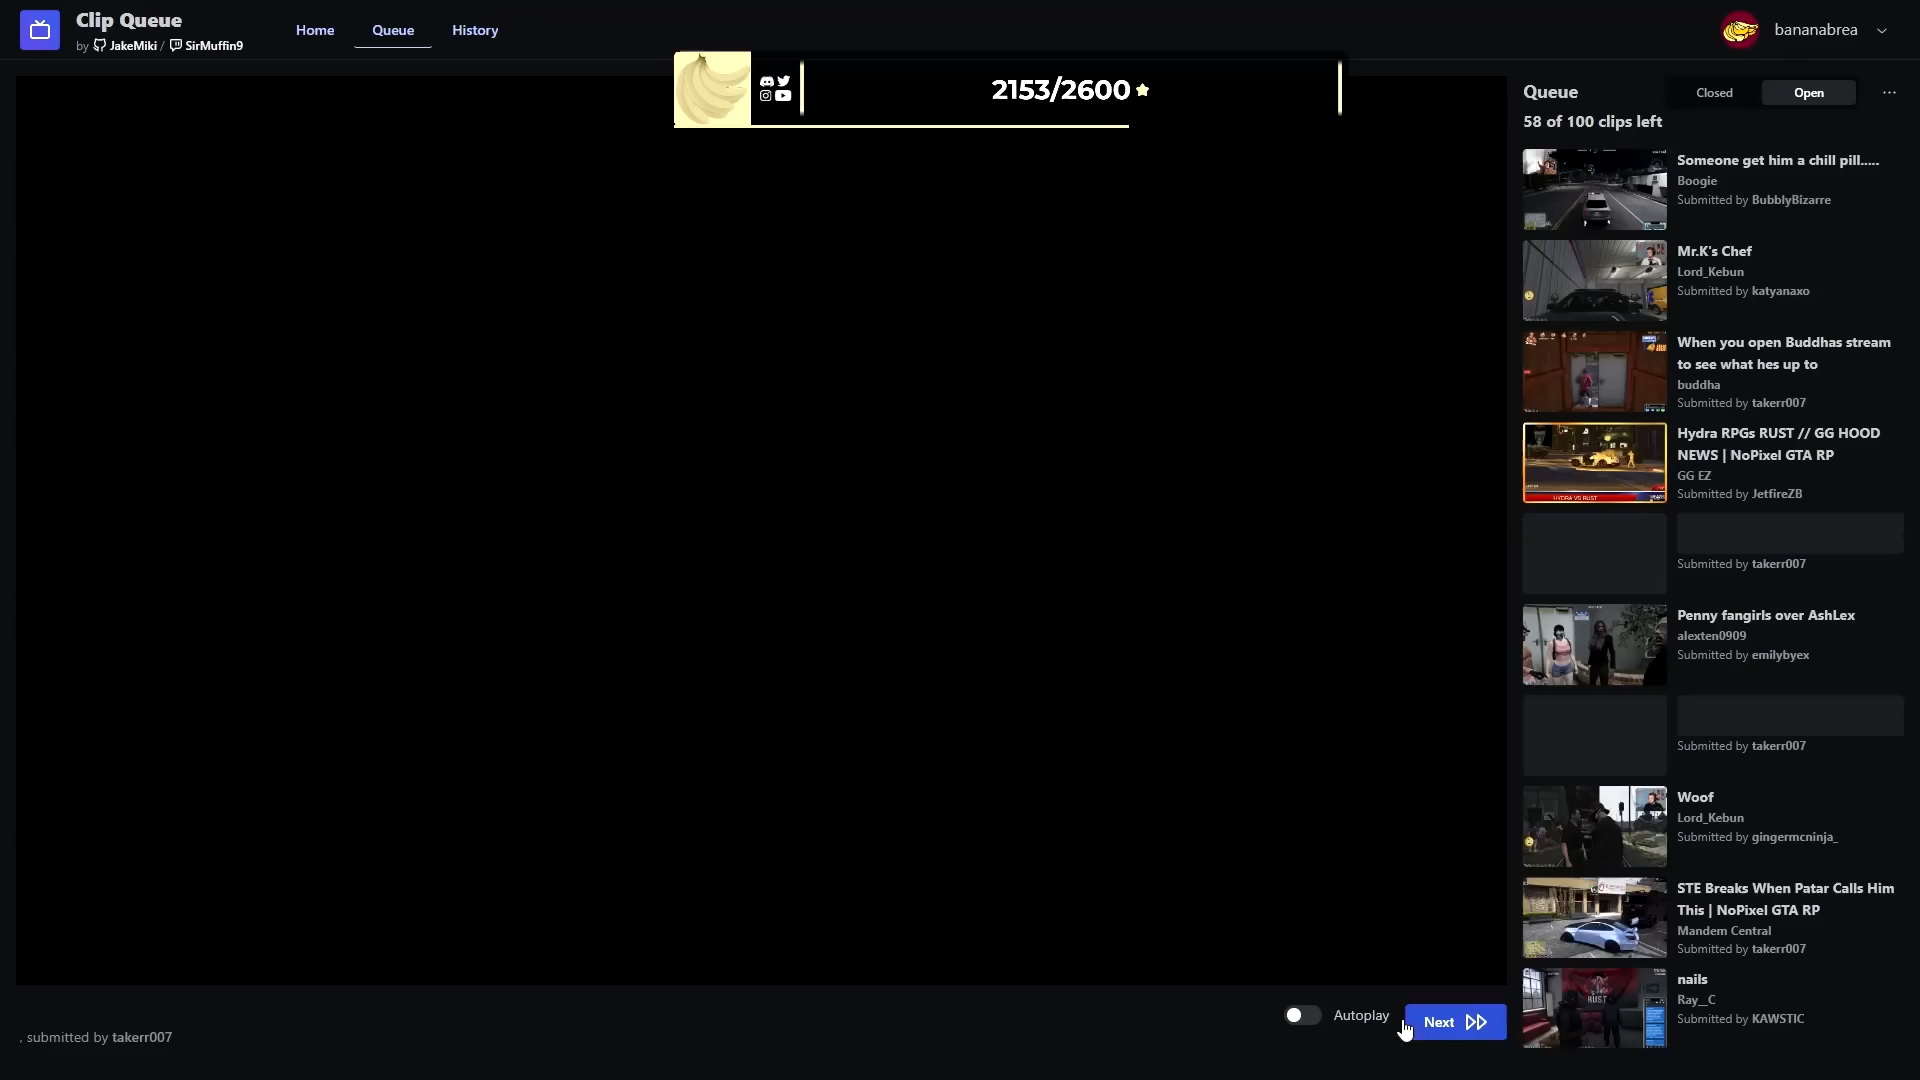 Clip Queue
by JakeMiki / SirMuffin9
Home
Queue
History
bananabrea
2153/2600
Queue
Closed
Open
58 of 100 clips left
Someone get him a chill pill.....
Boogie
Submitted by BubblyBizarre
Mr.K's Chef
Lord_Kebun
Submitted by katyanaxo
When you open Buddhas stream
to see what hes up to
buddha
Submitted by takerr007
Hydra RPGs RUST // GG HOOD
NEWS | NoPixel GTA RP
GG EZ
Submitted by JetfireZB
HYDRA VS RUST
Submitted by takerr007
Penny fangirls over AshLex
alexten0909
Submitted by emilybyex
Submitted by takerr007
Woof
Lord_Kebun
Submitted by gingermcninja_
STE Breaks When Patar Calls Him
This | NoPixel GTA RP
Mandem Central
Submitted by takerr007
nails
Ray__C
Submitted by KAWSTIC
RUST
Autoplay
Next
, submitted by takerr007